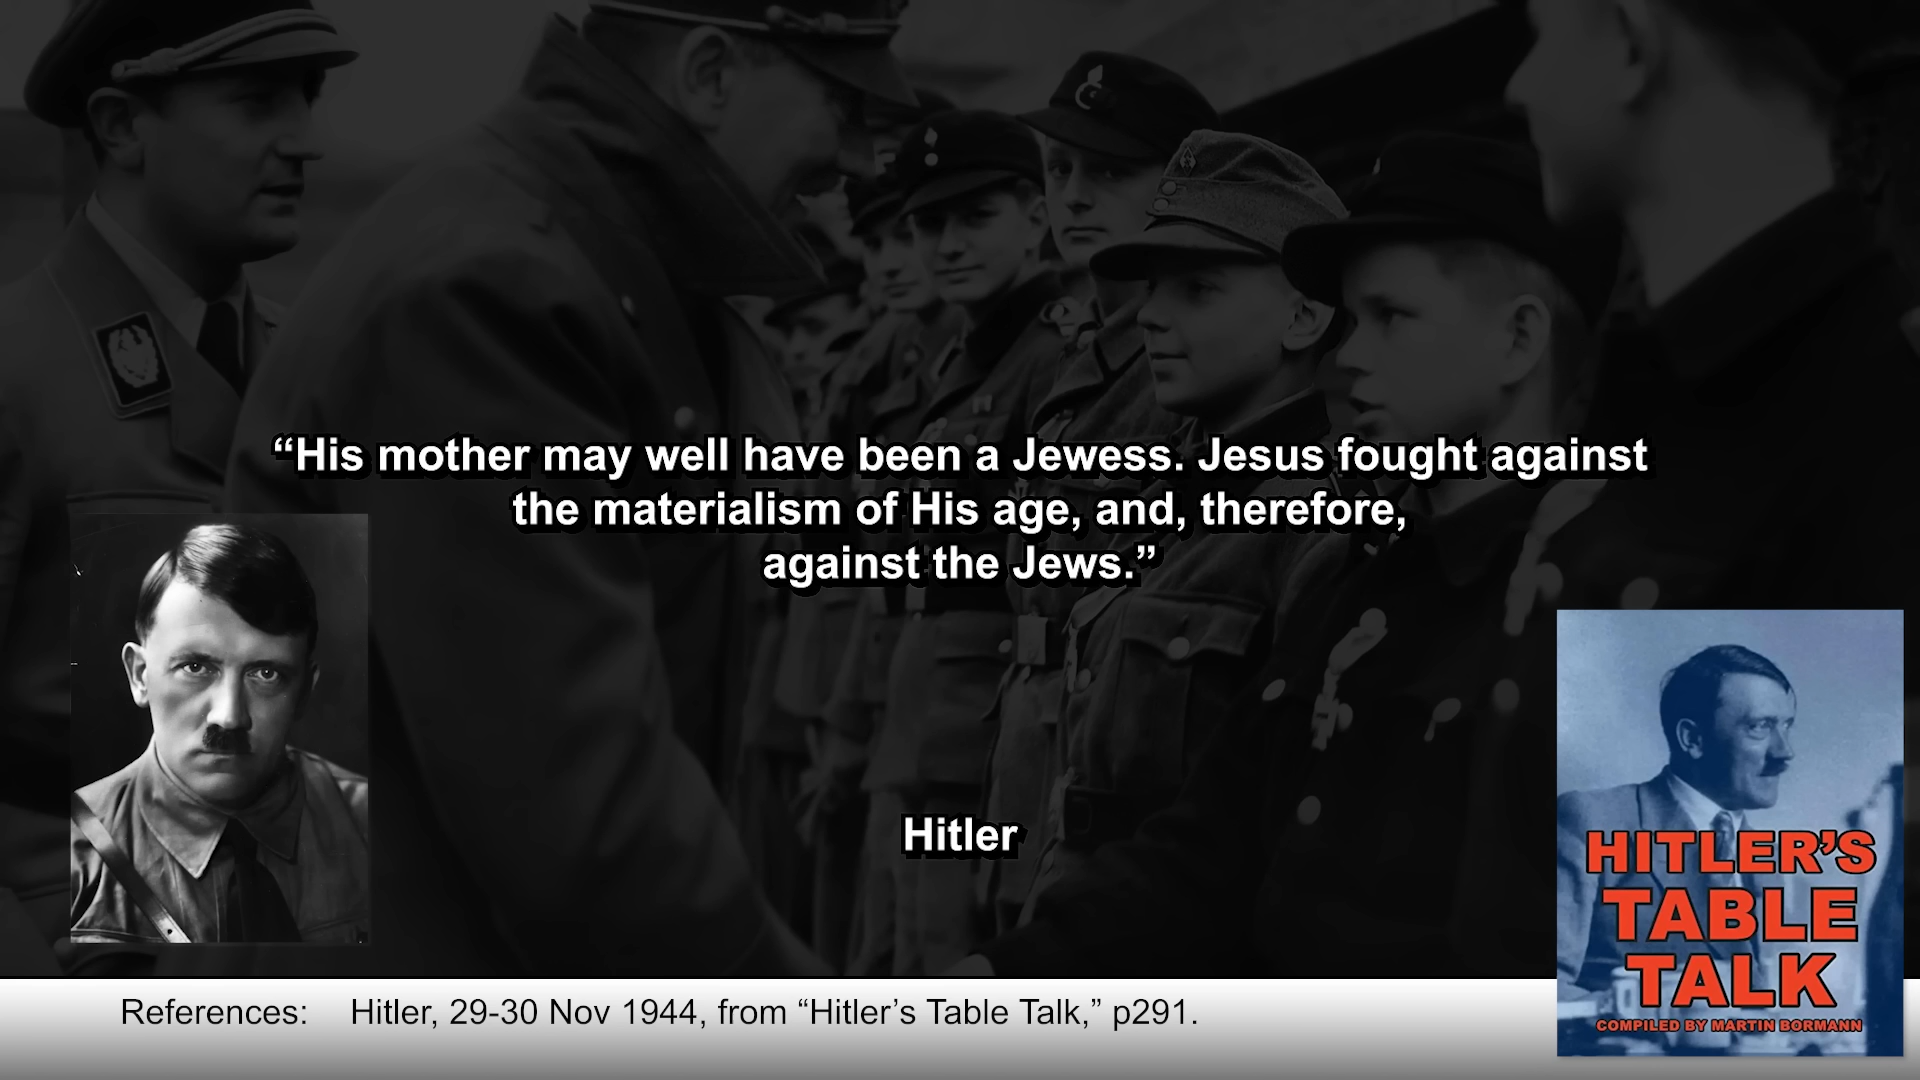 “His mother may well have been a Jewess. Jesus fought against
the materialism of His age, and, therefore,
against the Jews.”
Hitler
HITLER’S
TABLE
TALK
COMPILED BY MARTIN BORMANN
References: Hitler, 29-30 Nov 1944, from “Hitler’s Table Talk,” p291.